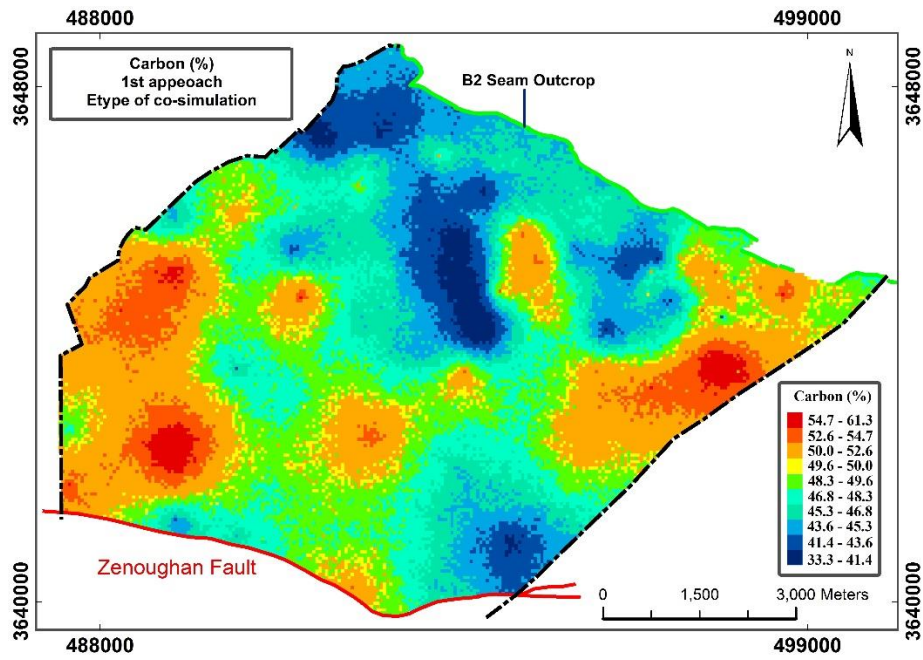 488000
499000
Carbon (%)
1st appeoach
Etype of co-simulation
B2 Seam Outcrop
N
3648000
3648000
Carbon (%)
54.7 - 61.3
52.6 - 54.7
50.0 - 52.6
49.6 - 50.0
48.3 - 49.6
46.8 - 48.3
45.3 - 46.8
43.6 - 45.3
41.4 - 43.6
33.3 - 41.4
Zenoughan Fault
0 1,500 3,000 Meters
3640000
3640000
488000
499000